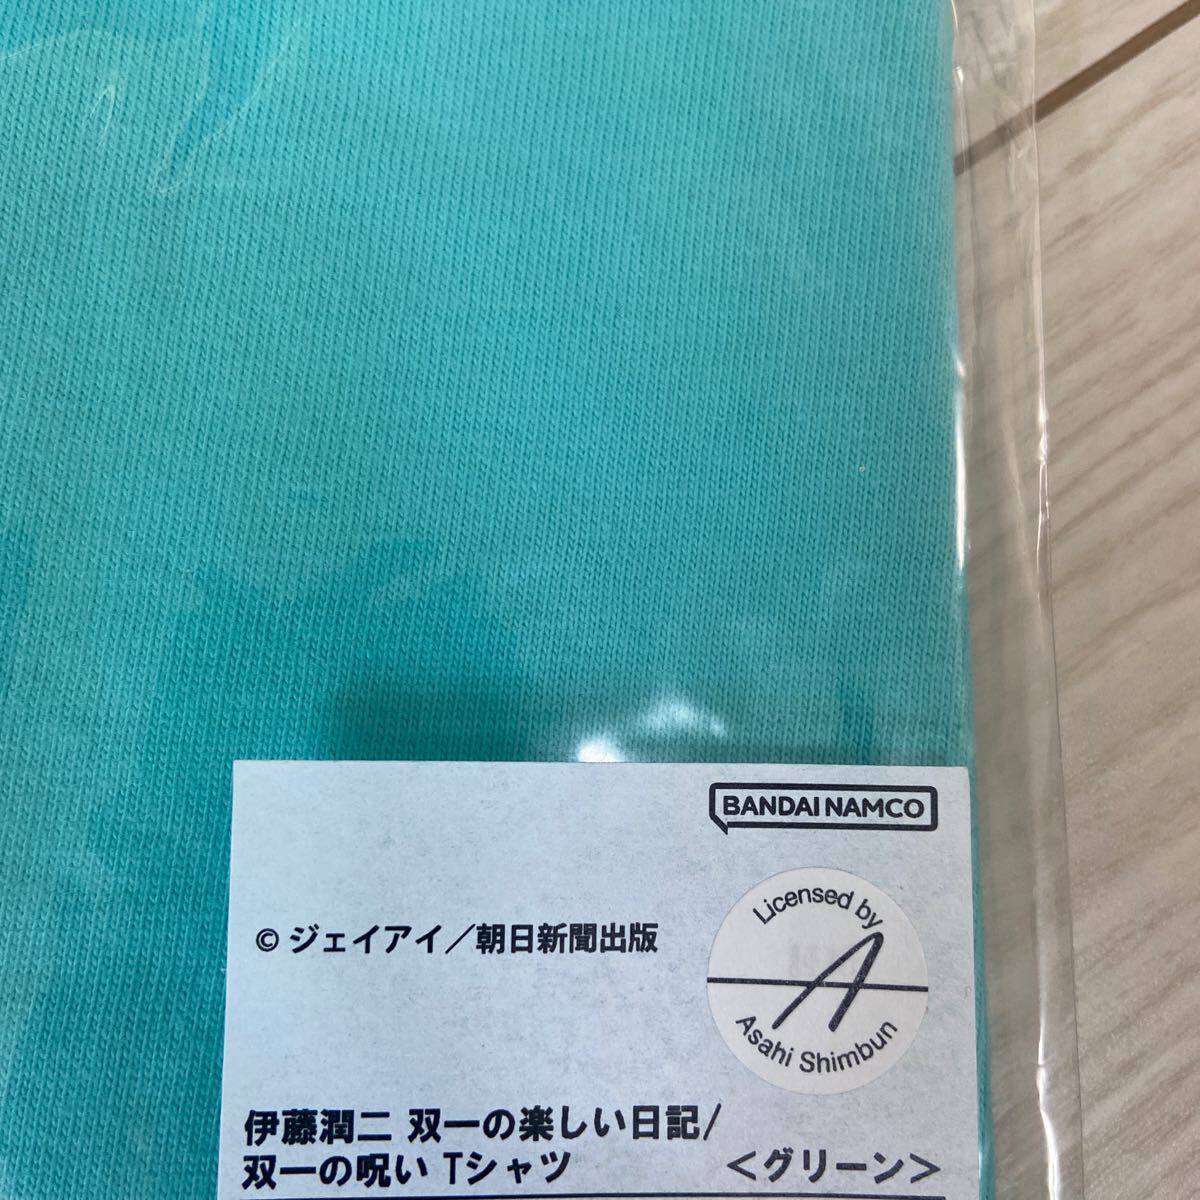 BANDAI NAMCO
Licensed by
A
Asahi Shimbun
© ジェイアイ／朝日新聞出版
伊藤潤二 双一の楽しい日記/
双一の呪い Tシャツ ＜グリーン＞